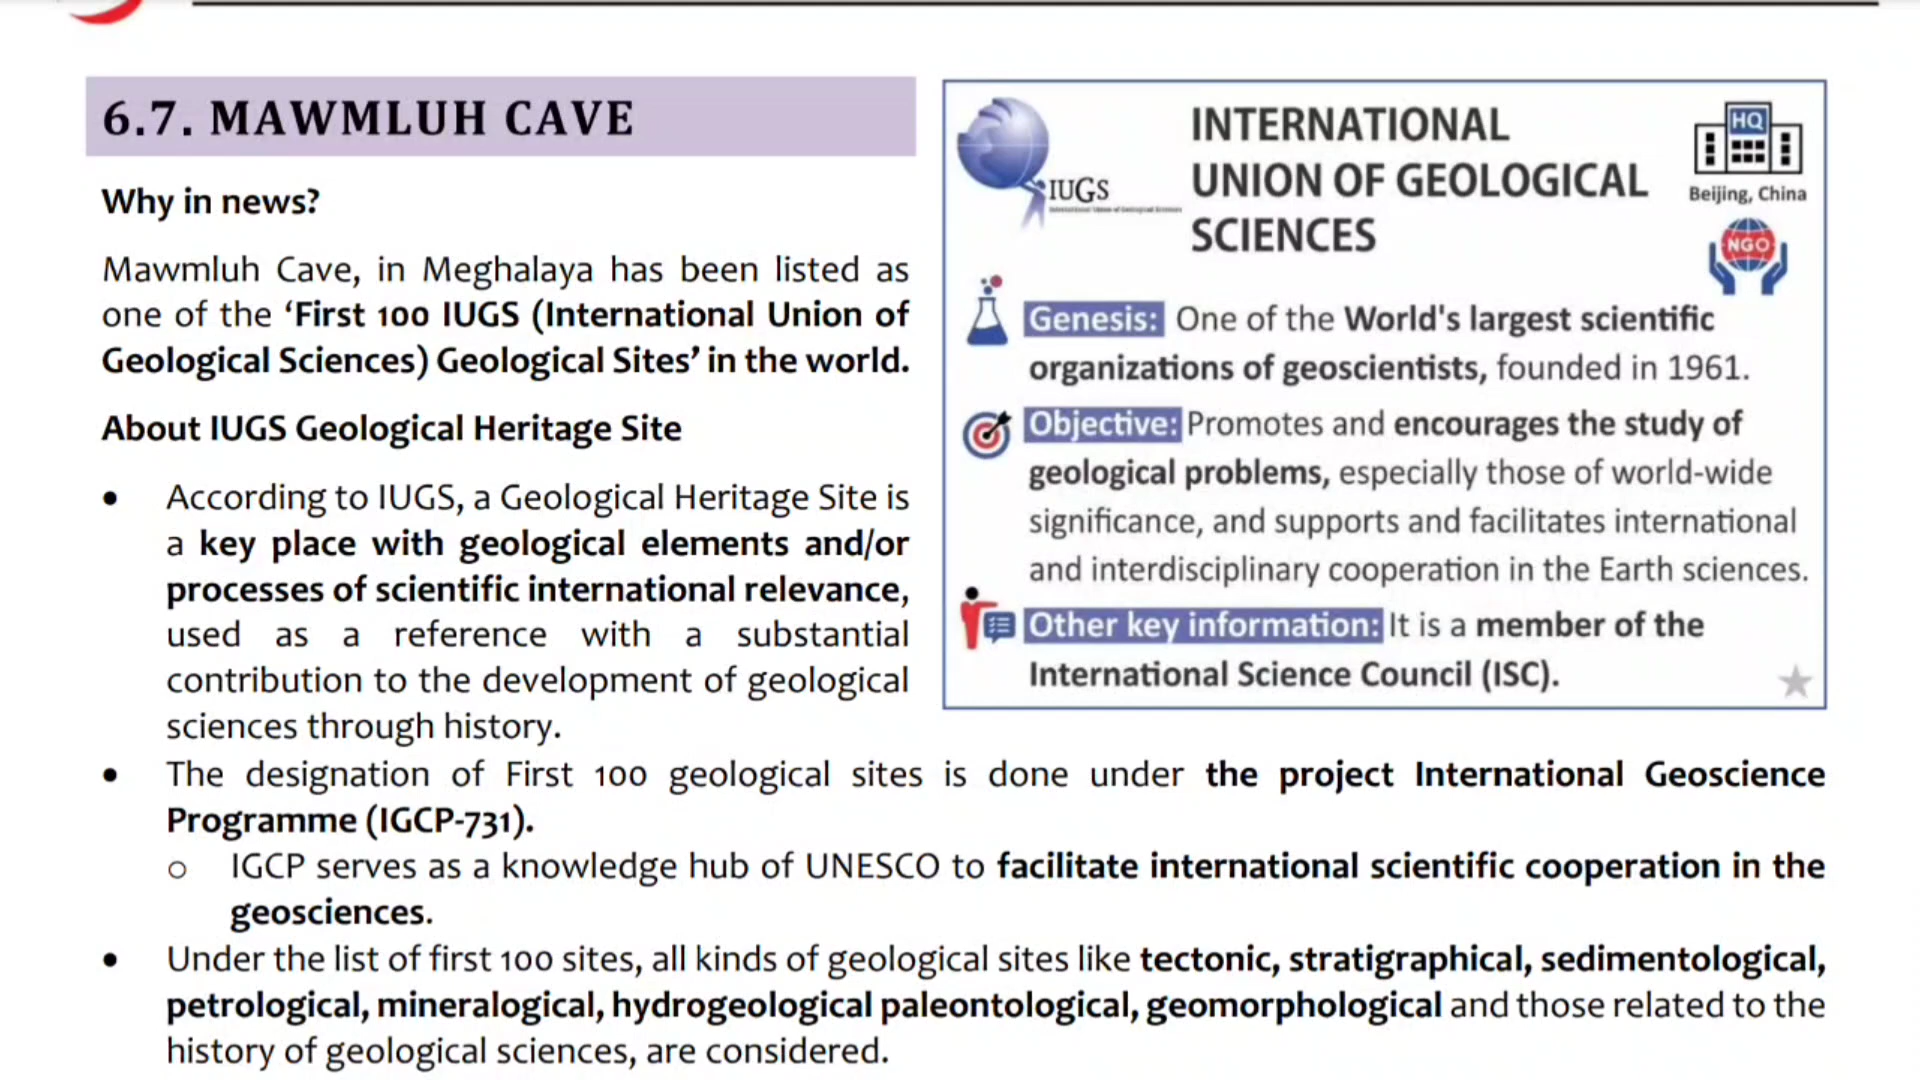 6.7. MAWMLUH CAVE
Why in news?
Mawmluh Cave, in Meghalaya has been listed as
one of the ‘First 100 IUGS (International Union of
Geological Sciences) Geological Sites’ in the world.
About IUGS Geological Heritage Site
• According to IUGS, a Geological Heritage Site is
a key place with geological elements and/or
processes of scientific international relevance,
used as a reference with a substantial
contribution to the development of geological
sciences through history.
IUGS
INTERNATIONAL
UNION OF GEOLOGICAL
SCIENCES
HQ
Beijing, China
NGO
Genesis: One of the World's largest scientific
organizations of geoscientists, founded in 1961.
Objective: Promotes and encourages the study of
geological problems, especially those of world-wide
significance, and supports and facilitates international
and interdisciplinary cooperation in the Earth sciences.
Other key information: It is a member of the
International Science Council (ISC).
• The designation of First 100 geological sites is done under the project International Geoscience
Programme (IGCP-731).
o IGCP serves as a knowledge hub of UNESCO to facilitate international scientific cooperation in the
geosciences.
• Under the list of first 100 sites, all kinds of geological sites like tectonic, stratigraphical, sedimentological,
petrological, mineralogical, hydrogeological paleontological, geomorphological and those related to the
history of geological sciences, are considered.